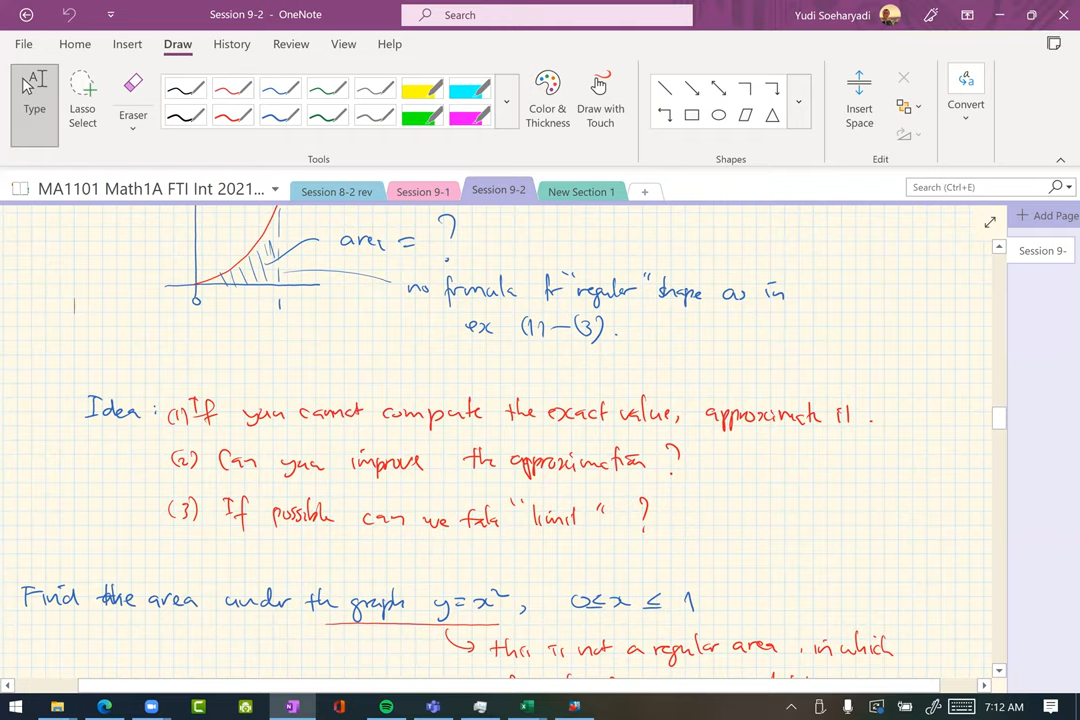 Session 9-2 - OneNote
Search
Yudi Soeharyadi
File Home Insert Draw History Review View Help
Type
Lasso Select
Eraser
Color & Thickness
Draw with Touch
Insert Space
Convert
Tools
Shapes
Edit
MA1101 Math1A FTI Int 2021...
Session 8-2 rev
Session 9-1
Session 9-2
New Section 1
Search (Ctrl+E)
Add Page
Session 9-
area = ?
no formula for "regular" shape as in
ex (1) – (3).
0
1
Idea: (1) If you cannot compute the exact value, approximate it.
(2) Can you improve the approximation ?
(3) If possible can we take "limit" ?
Find the area under the graph y = x², 0 ≤ x ≤ 1
this is not a regular area, in which
7:12 AM